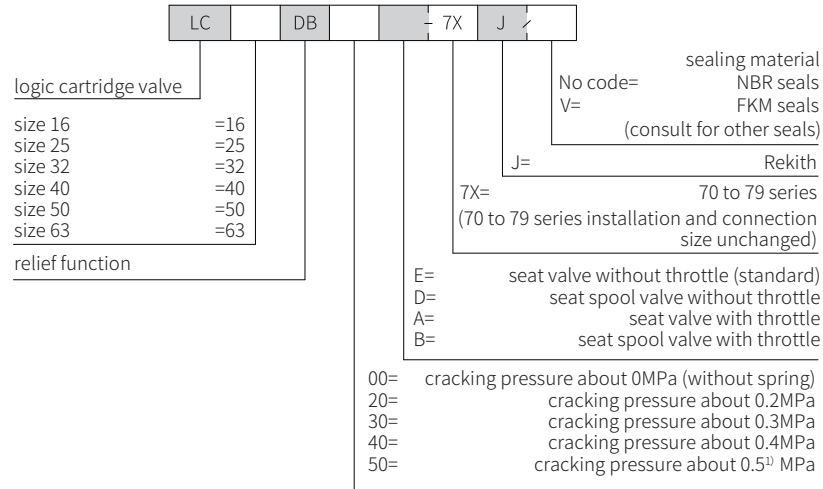 LC DB - 7X J /
sealing material
No code= NBR seals
V= FKM seals
(consult for other seals)
J= Rekith
7X= 70 to 79 series
(70 to 79 series installation and connection
size unchanged)
logic cartridge valve
size 16 =16
size 25 =25
size 32 =32
size 40 =40
size 50 =50
size 63 =63
relief function
E= seat valve without throttle (standard)
D= seat spool valve without throttle
A= seat valve with throttle
B= seat spool valve with throttle
00= cracking pressure about 0MPa (without spring)
20= cracking pressure about 0.2MPa
30= cracking pressure about 0.3MPa
40= cracking pressure about 0.4MPa
50= cracking pressure about 0.5¹⁾ MPa